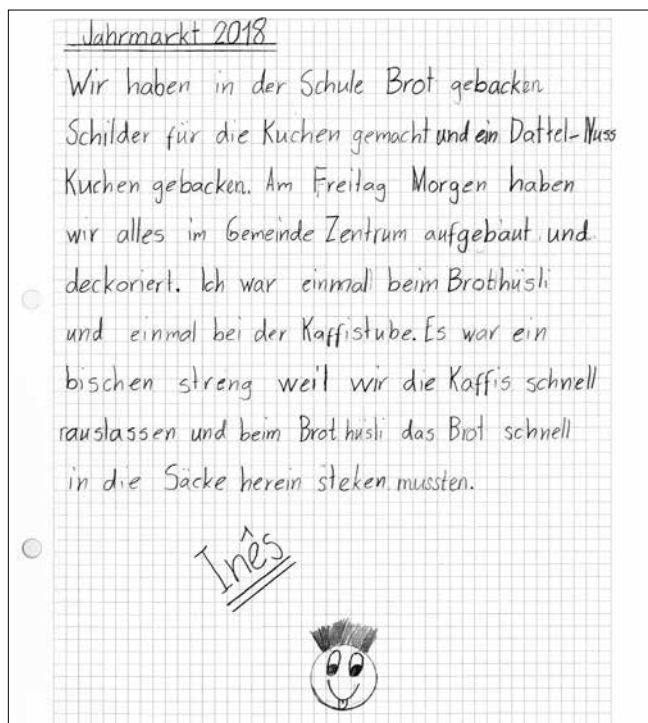 Jahrmarkt 2018
Wir haben in der Schule Brot gebacken
Schilder für die Kuchen gemacht und ein Dattel-Nuss
Kuchen gebacken. Am Freitag Morgen haben
wir alles im Gemeinde Zentrum aufgebaut und
deckoriert. Ich war einmal beim Brothüsli
und einmal bei der Kaffistube. Es war ein
bischen streng weil wir die Kaffis schnell
rauslassen und beim Brothüsli das Brot schnell
in die Säcke herein steken mussten.
Inês